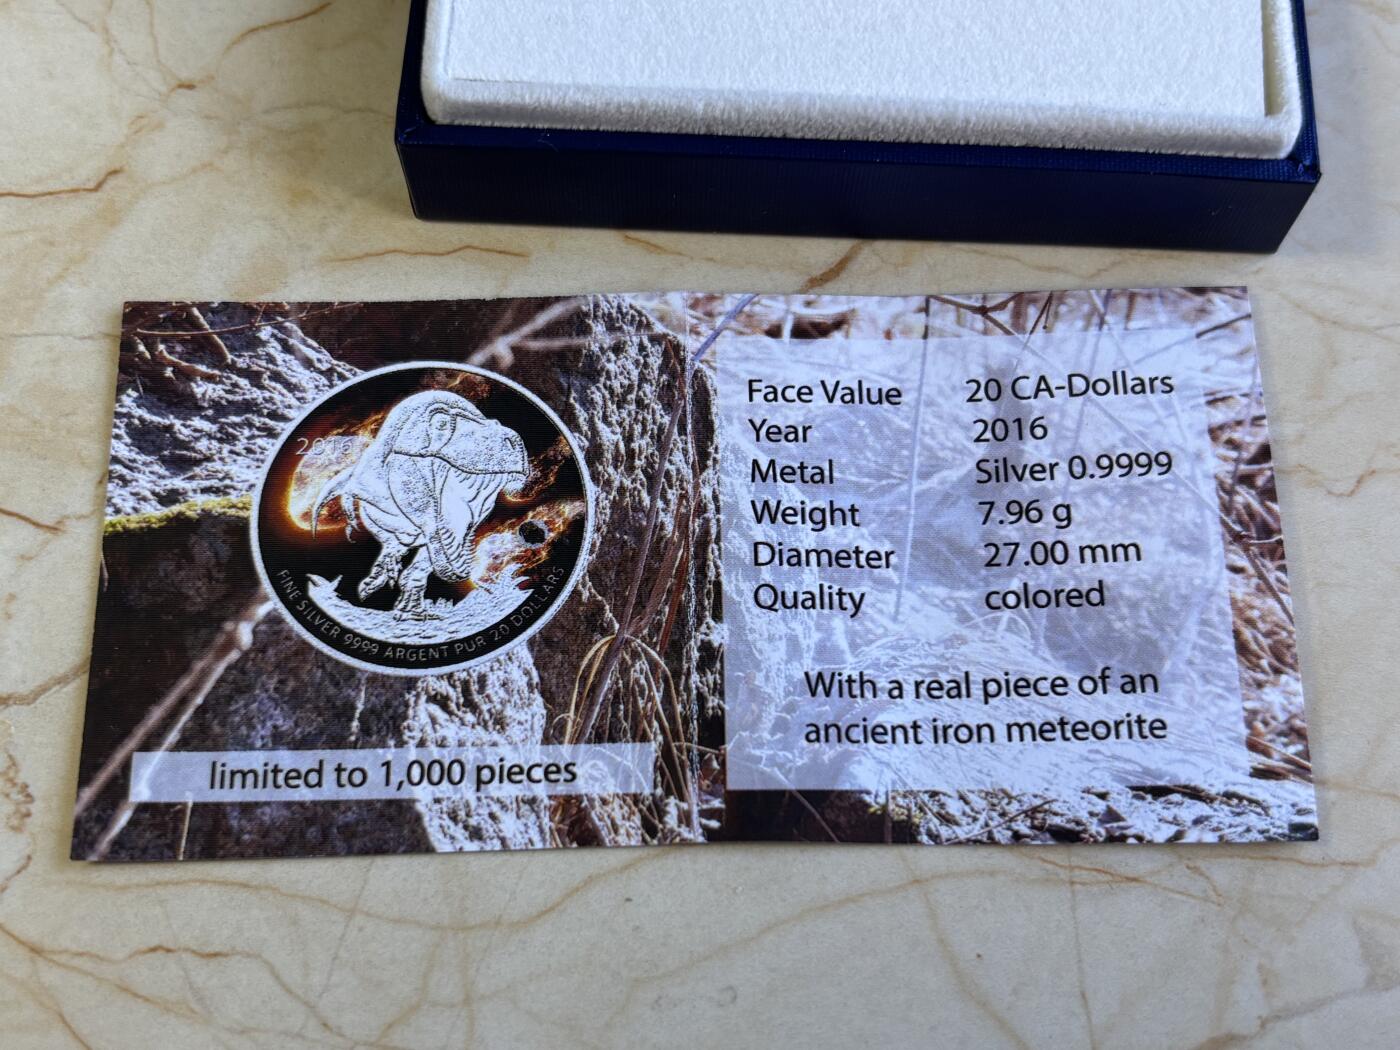 2016
FINE SILVER 9999 ARGENT PUR 20 DOLLARS
limited to 1,000 pieces
Face Value 20 CA-Dollars
Year 2016
Metal Silver 0.9999
Weight 7.96 g
Diameter 27.00 mm
Quality colored
With a real piece of an
ancient iron meteorite